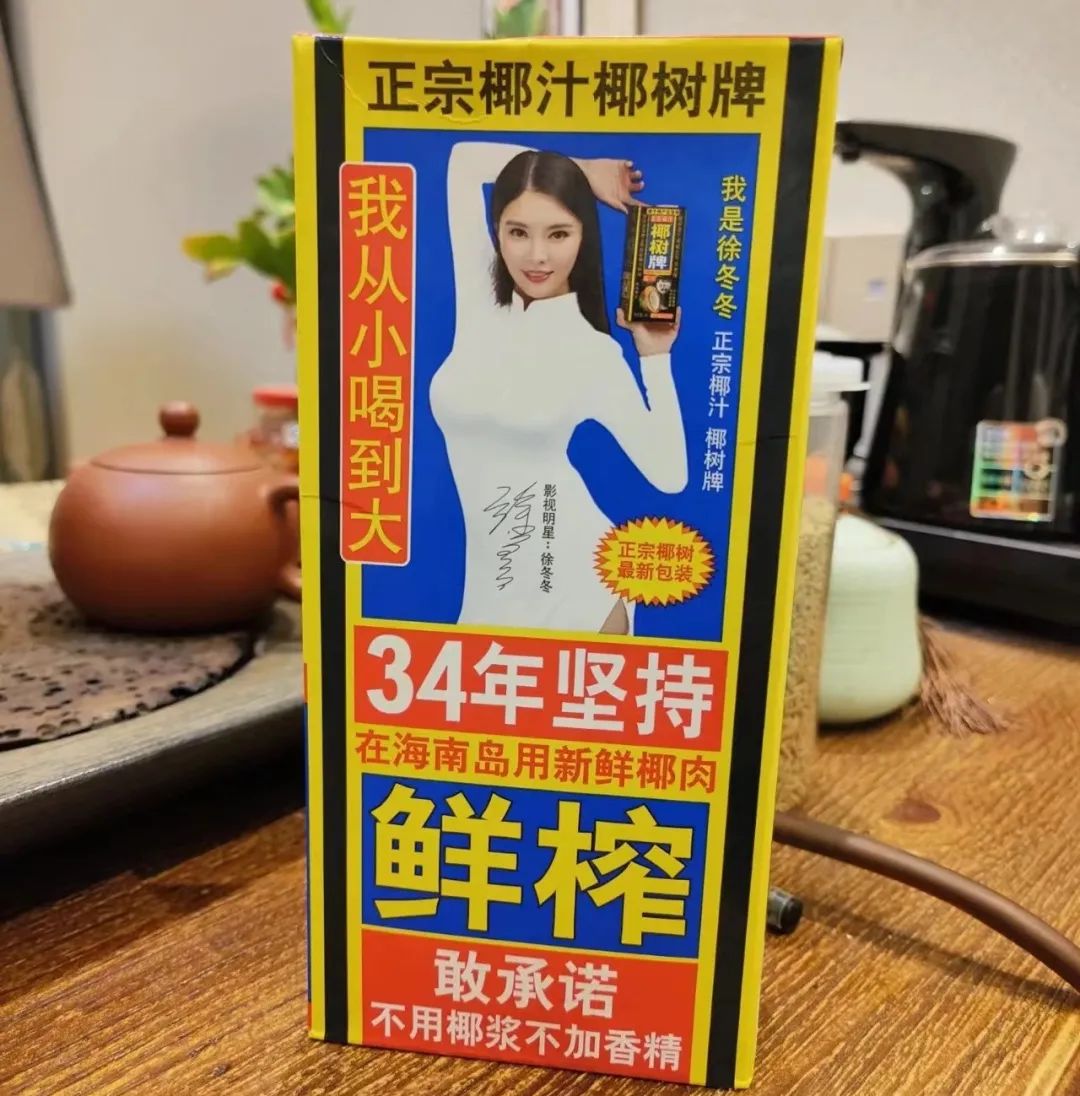 正宗椰汁椰树牌
我从小喝到大
我是徐冬冬
正宗椰汁 椰树牌
椰树牌
影视明星：徐冬冬
正宗椰树
最新包装
34年坚持
在海南岛用新鲜椰肉
鲜榨
敢承诺
不用椰浆不加香精